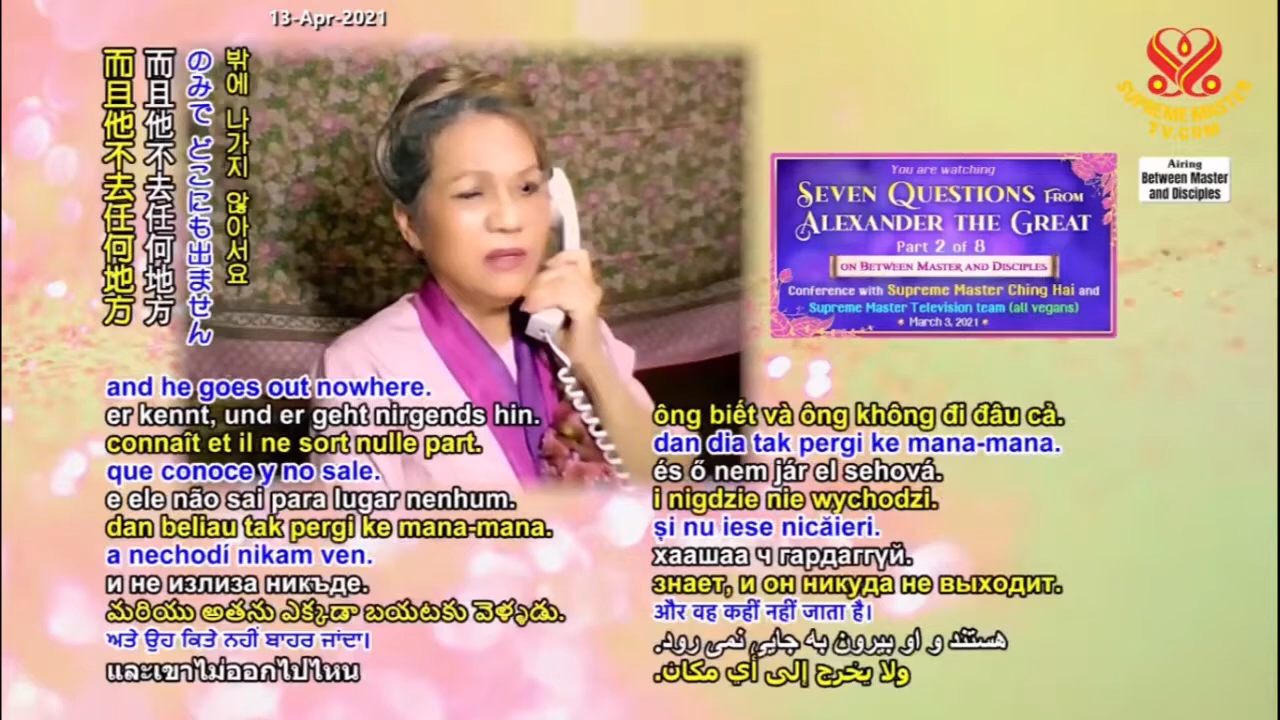 13-Apr-2021
밖에 나가지 않아서요
のみで どこにも出ません
而且他不去任何地方
而且他不去任何地方
SUPREME MASTER
TV.COM
You are watching
SEVEN QUESTIONS FROM
ALEXANDER THE GREAT
Part 2 of 8
ON BETWEEN MASTER AND DISCIPLES
Conference with Supreme Master Ching Hai and
Supreme Master Television team (all vegans)
* March 3, 2021 *
Airing
Between Master
and Disciples
and he goes out nowhere.
er kennt, und er geht nirgends hin.
connaît et il ne sort nulle part.
que conoce y no sale.
e ele não sai para lugar nenhum.
dan beliau tak pergi ke mana-mana.
a nechodí nikam ven.
и не излиза никъде.
మరియు అతను ఎక్కడా బయటకు వెళ్ళడు.
ਅਤੇ ਉਹ ਕਿਤੇ ਨਹੀਂ ਬਾਹਰ ਜਾਂਦਾ।
และเขาไม่ออกไปไหน
ông biết và ông không đi đâu cả.
dan dia tak pergi ke mana-mana.
és ő nem jár el sehová.
i nigdzie nie wychodzi.
și nu iese nicăieri.
хаашаа ч гардаггүй.
знает, и он никуда не выходит.
और वह कहीं नहीं जाता है।
هستند و او بیرون به جایی نمی رود.
ولا يخرج إلى أي مكان.